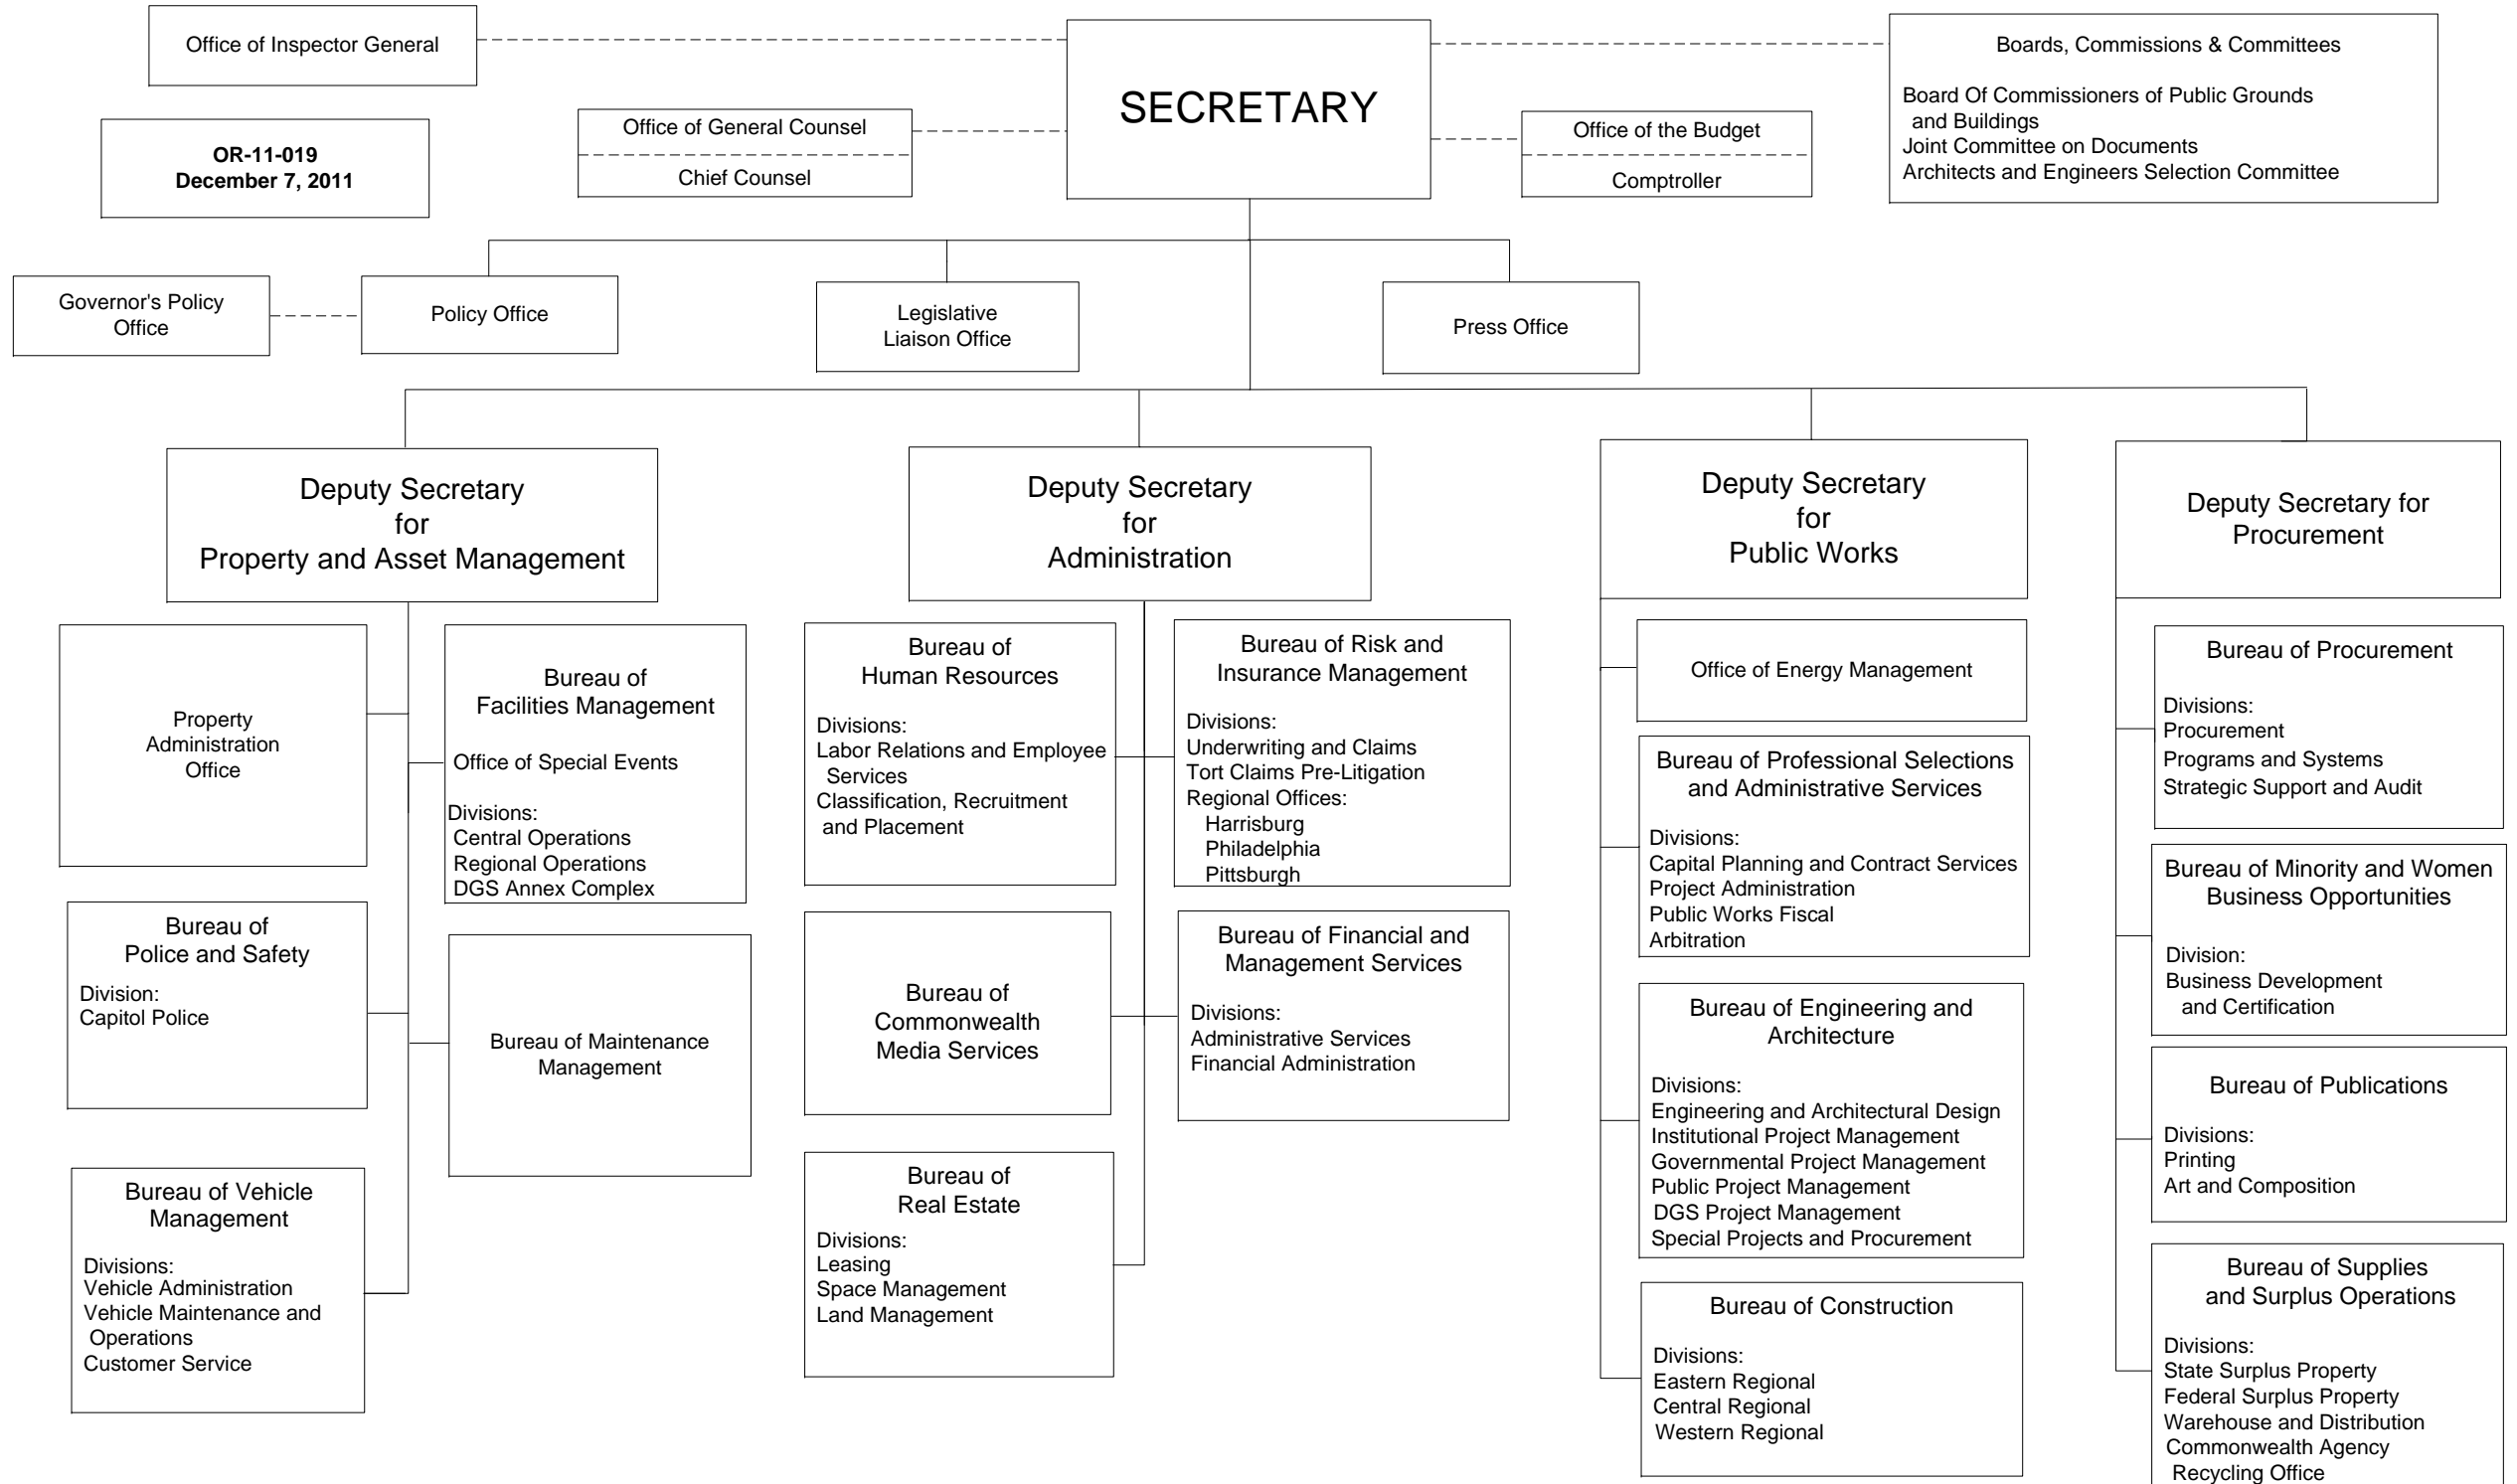 Office of Inspector General
SECRETARY
Boards, Commissions & Committees
Board Of Commissioners of Public Grounds
and Buildings
Joint Committee on Documents
Architects and Engineers Selection Committee
Office of General Counsel
Chief Counsel
Office of the Budget
Comptroller
OR-11-019
December 7, 2011
Governor's Policy
Office
Policy Office
Legislative
Liaison Office
Press Office
Deputy Secretary
for
Property and Asset Management
Property
Administration
Office
Bureau of
Facilities Management
Office of Special Events
Divisions:
Central Operations
Regional Operations
DGS Annex Complex
Bureau of
Police and Safety
Division:
Capitol Police
Bureau of Maintenance
Management
Bureau of Vehicle
Management
Divisions:
Vehicle Administration
Vehicle Maintenance and
Operations
Customer Service
Deputy Secretary
for
Administration
Bureau of
Human Resources
Divisions:
Labor Relations and Employee
Services
Classification, Recruitment
and Placement
Bureau of Risk and
Insurance Management
Divisions:
Underwriting and Claims
Tort Claims Pre-Litigation
Regional Offices:
Harrisburg
Philadelphia
Pittsburgh
Bureau of
Commonwealth
Media Services
Bureau of Financial and
Management Services
Divisions:
Administrative Services
Financial Administration
Bureau of
Real Estate
Divisions:
Leasing
Space Management
Land Management
Deputy Secretary
for
Public Works
Office of Energy Management
Bureau of Professional Selections
and Administrative Services
Divisions:
Capital Planning and Contract Services
Project Administration
Public Works Fiscal
Arbitration
Bureau of Engineering and
Architecture
Divisions:
Engineering and Architectural Design
Institutional Project Management
Governmental Project Management
Public Project Management
DGS Project Management
Special Projects and Procurement
Bureau of Construction
Divisions:
Eastern Regional
Central Regional
Western Regional
Deputy Secretary for
Procurement
Bureau of Procurement
Divisions:
Procurement
Programs and Systems
Strategic Support and Audit
Bureau of Minority and Women
Business Opportunities
Division:
Business Development
and Certification
Bureau of Publications
Divisions:
Printing
Art and Composition
Bureau of Supplies
and Surplus Operations
Divisions:
State Surplus Property
Federal Surplus Property
Warehouse and Distribution
Commonwealth Agency
Recycling Office